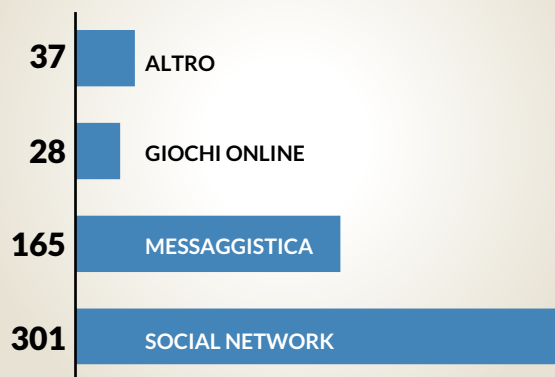 37 ALTRO
28 GIOCHI ONLINE
165 MESSAGGISTICA
301 SOCIAL NETWORK